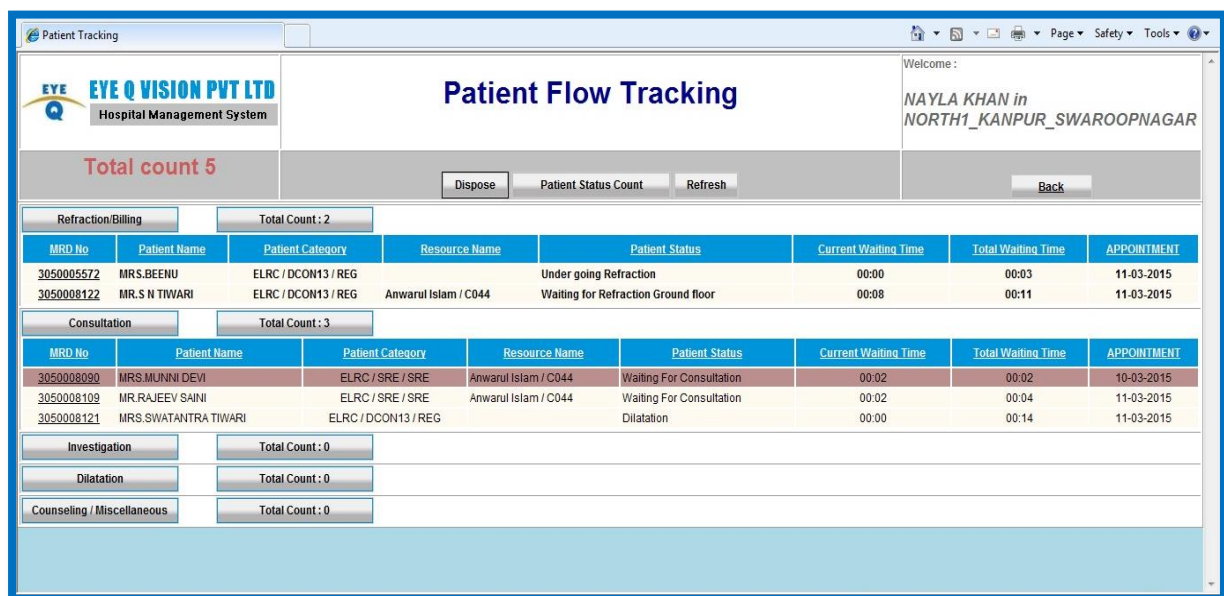 Patient Tracking
Page Safety Tools
EYE Q
EYE Q VISION PVT LTD
Hospital Management System
Patient Flow Tracking
Welcome :
NAYLA KHAN in
NORTH1_KANPUR_SWAROOPNAGAR
Total count 5
Dispose Patient Status Count Refresh Back
Refraction/Billing Total Count : 2
MRD No Patient Name Patient Category Resource Name Patient Status Current Waiting Time Total Waiting Time APPOINTMENT
3050005572 MRS.BEENU ELRC / DCON13 / REG Under going Refraction 00:00 00:03 11-03-2015
3050008122 MR.S N TIWARI ELRC / DCON13 / REG Anwarul Islam / C044 Waiting for Refraction Ground floor 00:08 00:11 11-03-2015
Consultation Total Count : 3
MRD No Patient Name Patient Category Resource Name Patient Status Current Waiting Time Total Waiting Time APPOINTMENT
3050008090 MRS.MUNNI DEVI ELRC / SRE / SRE Anwarul Islam / C044 Waiting For Consultation 00:02 00:02 10-03-2015
3050008109 MR.RAJEEV SAINI ELRC / SRE / SRE Anwarul Islam / C044 Waiting For Consultation 00:02 00:04 11-03-2015
3050008121 MRS.SWATANTRA TIWARI ELRC / DCON13 / REG Dilatation 00:00 00:14 11-03-2015
Investigation Total Count : 0
Dilatation Total Count : 0
Counseling / Miscellaneous Total Count : 0